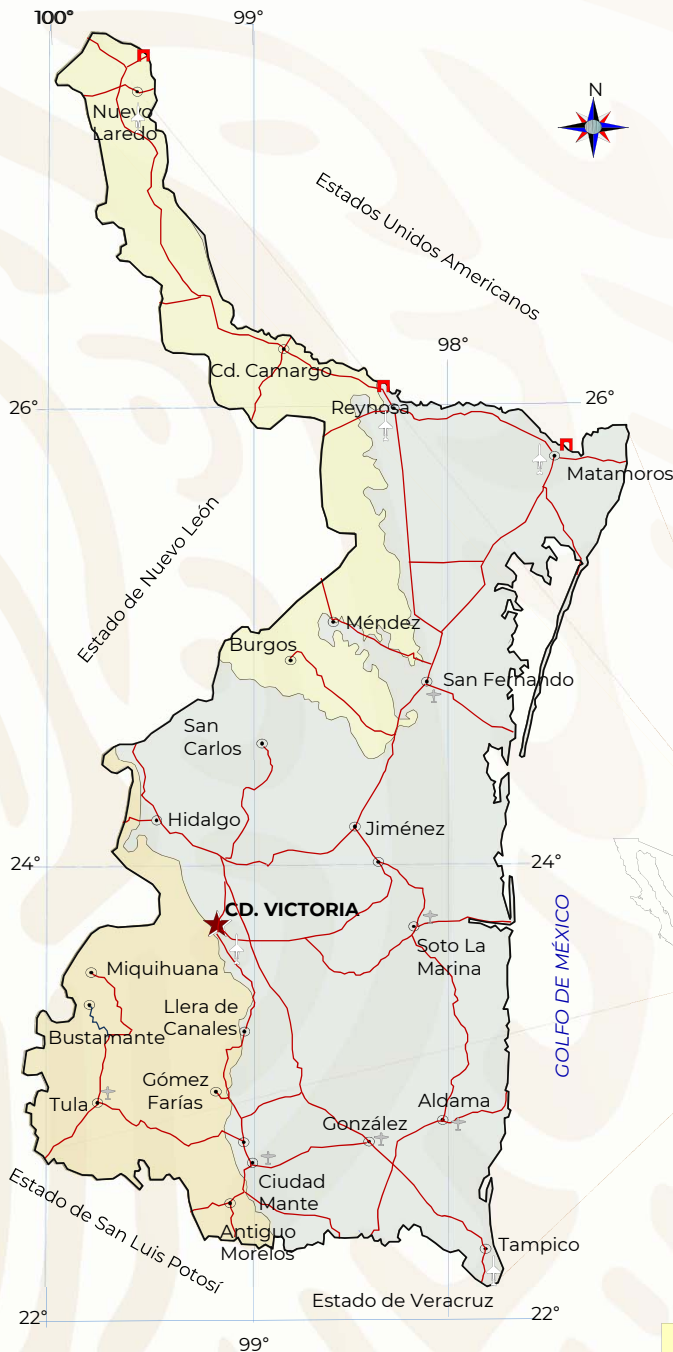 100°
99°
N
Nuevo
Laredo
Estados Unidos Americanos
98°
Cd. Camargo
26°
26°
Reynosa
Matamoros
Estado de Nuevo León
Méndez
Burgos
San Fernando
San
Carlos
Hidalgo
Jiménez
24°
24°
CD. VICTORIA
GOLFO DE MÉXICO
Soto La
Marina
Miquihuana
Llera de
Canales
Bustamante
Gómez
Farías
Tula
Aldama
González
Ciudad
Mante
Estado de San Luis Potosí
Antiguo
Morelos
Tampico
Estado de Veracruz
22°
22°
99°